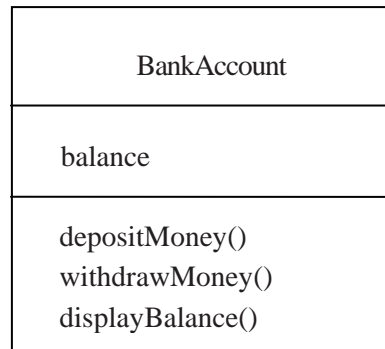 BankAccount
balance
depositMoney()
withdrawMoney()
displayBalance()